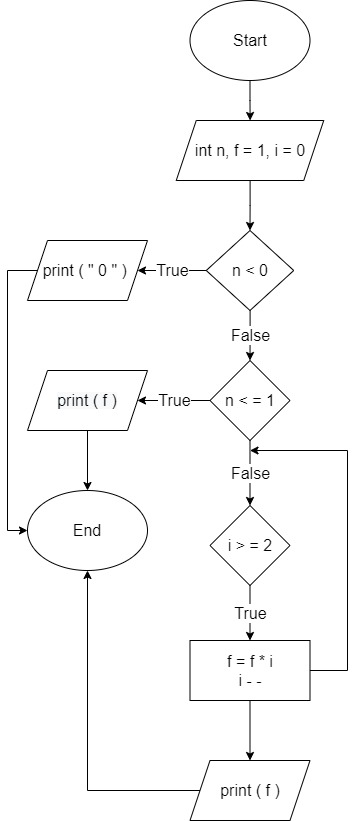 Start
int n, f = 1, i = 0
n < 0
True
print ( " 0 " )
False
n < = 1
True
print ( f )
False
End
i > = 2
True
f = f * i
i - -
print ( f )